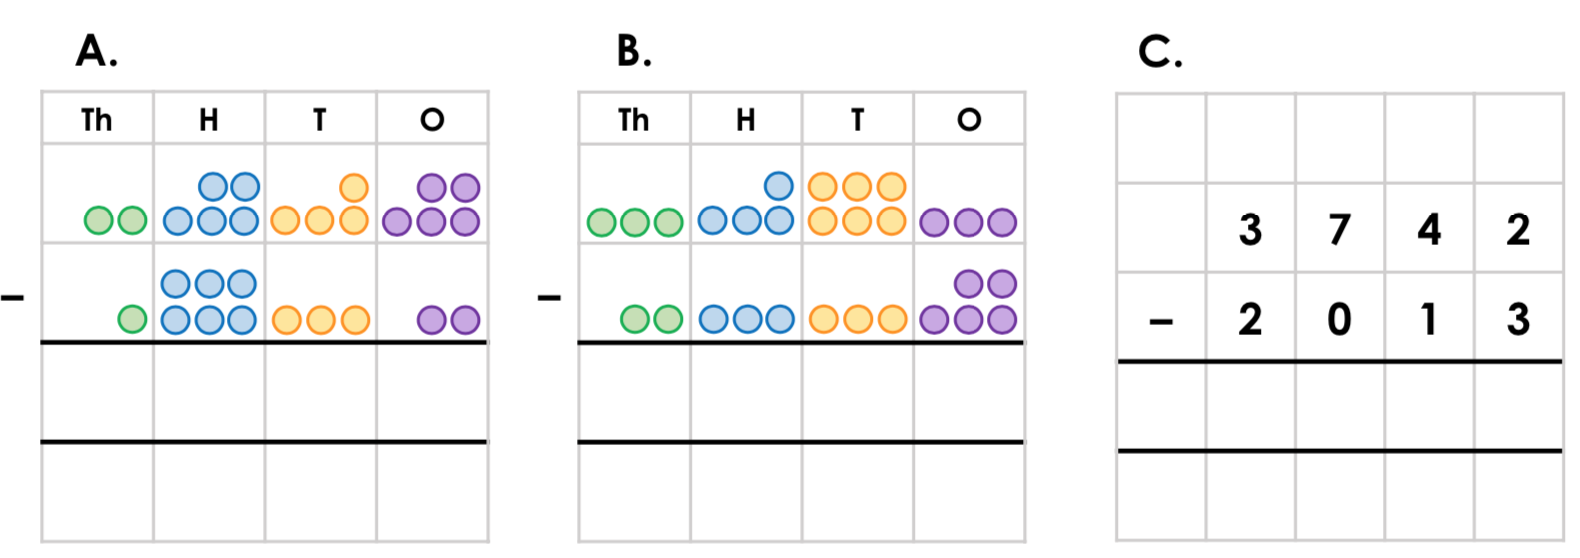 A. B. C.
Th H T O Th H T O
3 7 4 2
– – – 2 0 1 3